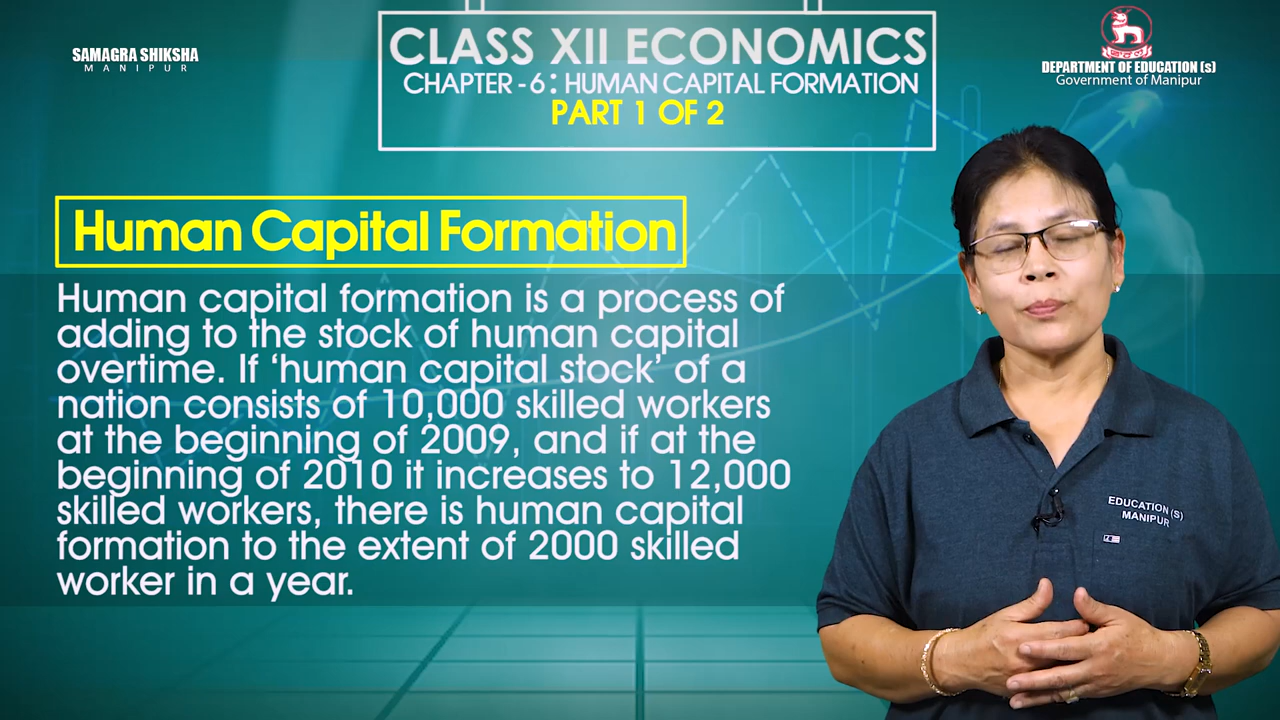 SAMAGRA SHIKSHA
MANIPUR
CLASS XII ECONOMICS
CHAPTER - 6 : HUMAN CAPITAL FORMATION
PART 1 OF 2
DEPARTMENT OF EDUCATION (S)
Government of Manipur
Human Capital Formation
Human capital formation is a process of
adding to the stock of human capital
overtime. If ‘human capital stock’ of a
nation consists of 10,000 skilled workers
at the beginning of 2009, and if at the
beginning of 2010 it increases to 12,000
skilled workers, there is human capital
formation to the extent of 2000 skilled
worker in a year.
EDUCATION (S)
MANIPUR